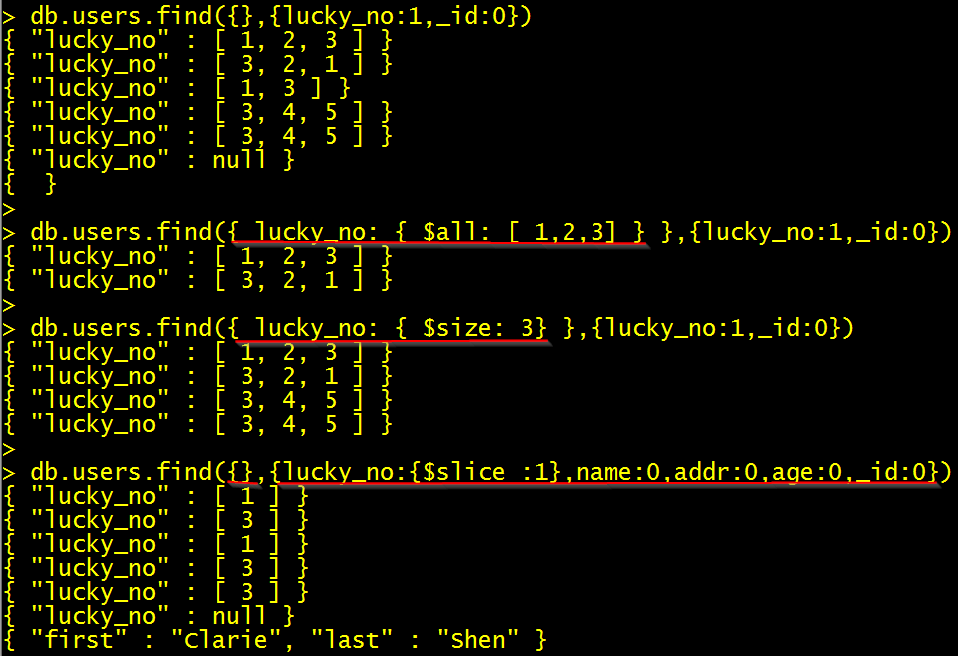 > db.users.find({},{lucky_no:1,_id:0})
{ "lucky_no" : [ 1, 2, 3 ] }
{ "lucky_no" : [ 3, 2, 1 ] }
{ "lucky_no" : [ 1, 3 ] }
{ "lucky_no" : [ 3, 4, 5 ] }
{ "lucky_no" : [ 3, 4, 5 ] }
{ "lucky_no" : null }
{  }
>
> db.users.find({ lucky_no: { $all: [ 1,2,3] } },{lucky_no:1,_id:0})
{ "lucky_no" : [ 1, 2, 3 ] }
{ "lucky_no" : [ 3, 2, 1 ] }
>
> db.users.find({ lucky_no: { $size: 3} },{lucky_no:1,_id:0})
{ "lucky_no" : [ 1, 2, 3 ] }
{ "lucky_no" : [ 3, 2, 1 ] }
{ "lucky_no" : [ 3, 4, 5 ] }
{ "lucky_no" : [ 3, 4, 5 ] }
>
> db.users.find({},{lucky_no:{$slice :1},name:0,addr:0,age:0,_id:0})
{ "lucky_no" : [ 1 ] }
{ "lucky_no" : [ 3 ] }
{ "lucky_no" : [ 1 ] }
{ "lucky_no" : [ 3 ] }
{ "lucky_no" : [ 3 ] }
{ "lucky_no" : null }
{ "first" : "Clarie", "last" : "Shen" }